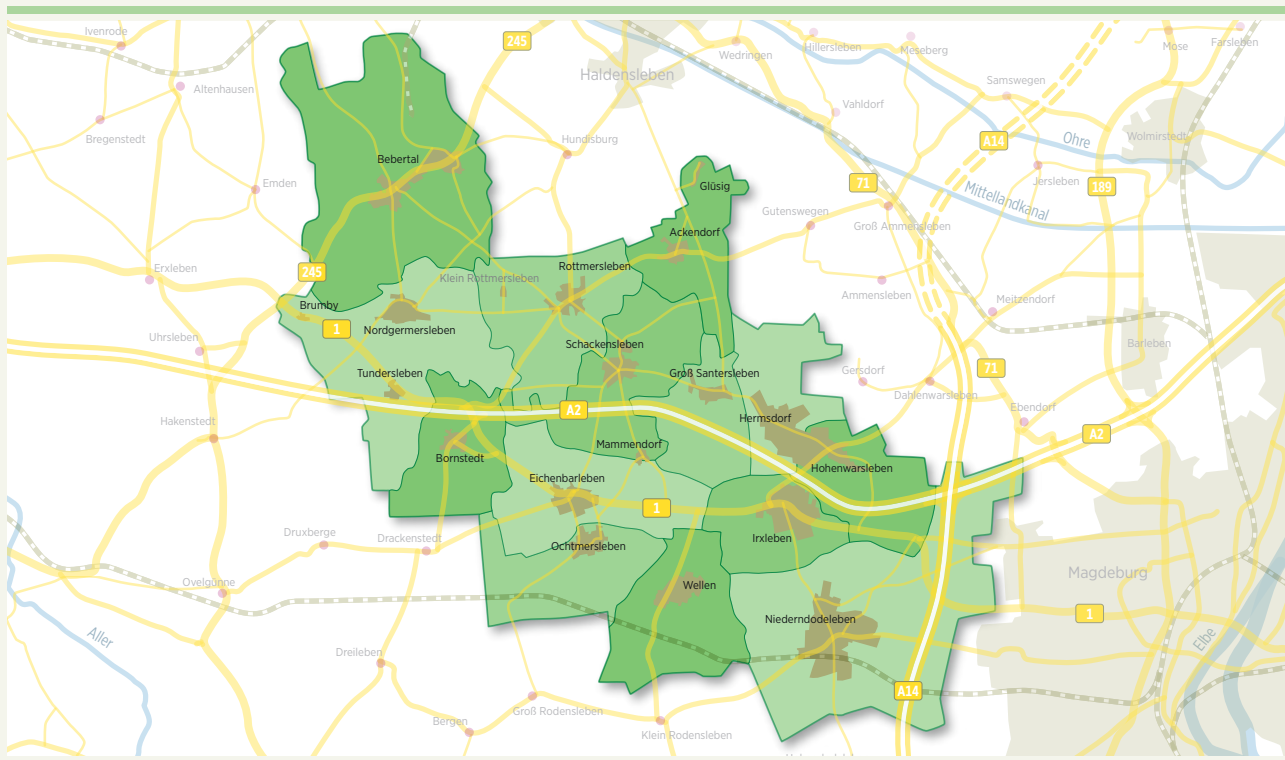 Ivenrode
245
Wedringen
Hillersleben
Meseberg
Mose
Farsleben
Haldensleben
Altenhausen
Samswegen
Vahldorf
Bregenstedt
Hundisburg
A14
Ohre
Wolmirstedt
Bebertal
Emden
Glüsig
71
Jersleben
189
Mittellandkanal
Gutenswegen
Groß Ammensleben
Ackendorf
Erxleben
245
Klein Rottmersleben
Rottmersleben
Ammensleben
Meitzendorf
Brumby
1
Nordgermersleben
Uhrsleben
Schackensleben
Barleben
Tundersleben
Groß Santersleben
Gersdorf
71
Dahlenwarsleben
Hakenstedt
A2
Hermsdorf
Ebendorf
A2
Mammendorf
Bornstedt
Hohenwarsleben
Eichenbarleben
1
Druxberge
Drackenstedt
Ochtmersleben
Irxleben
Magdeburg
Ovelgünne
Wellen
1
Niederndodeleben
Aller
Elbe
Dreileben
A14
Groß Rodensleben
Bergen
Klein Rodensleben